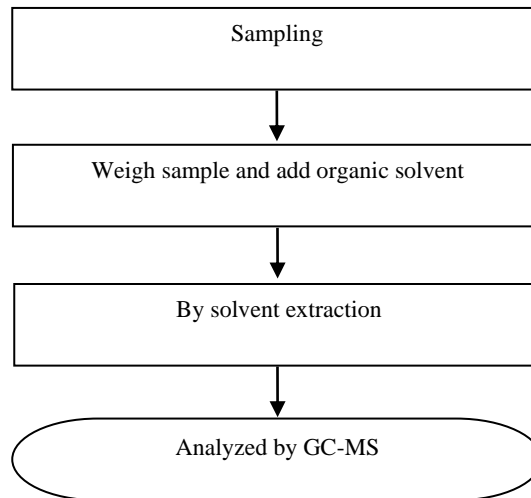 Sampling
Weigh sample and add organic solvent
By solvent extraction
Analyzed by GC-MS